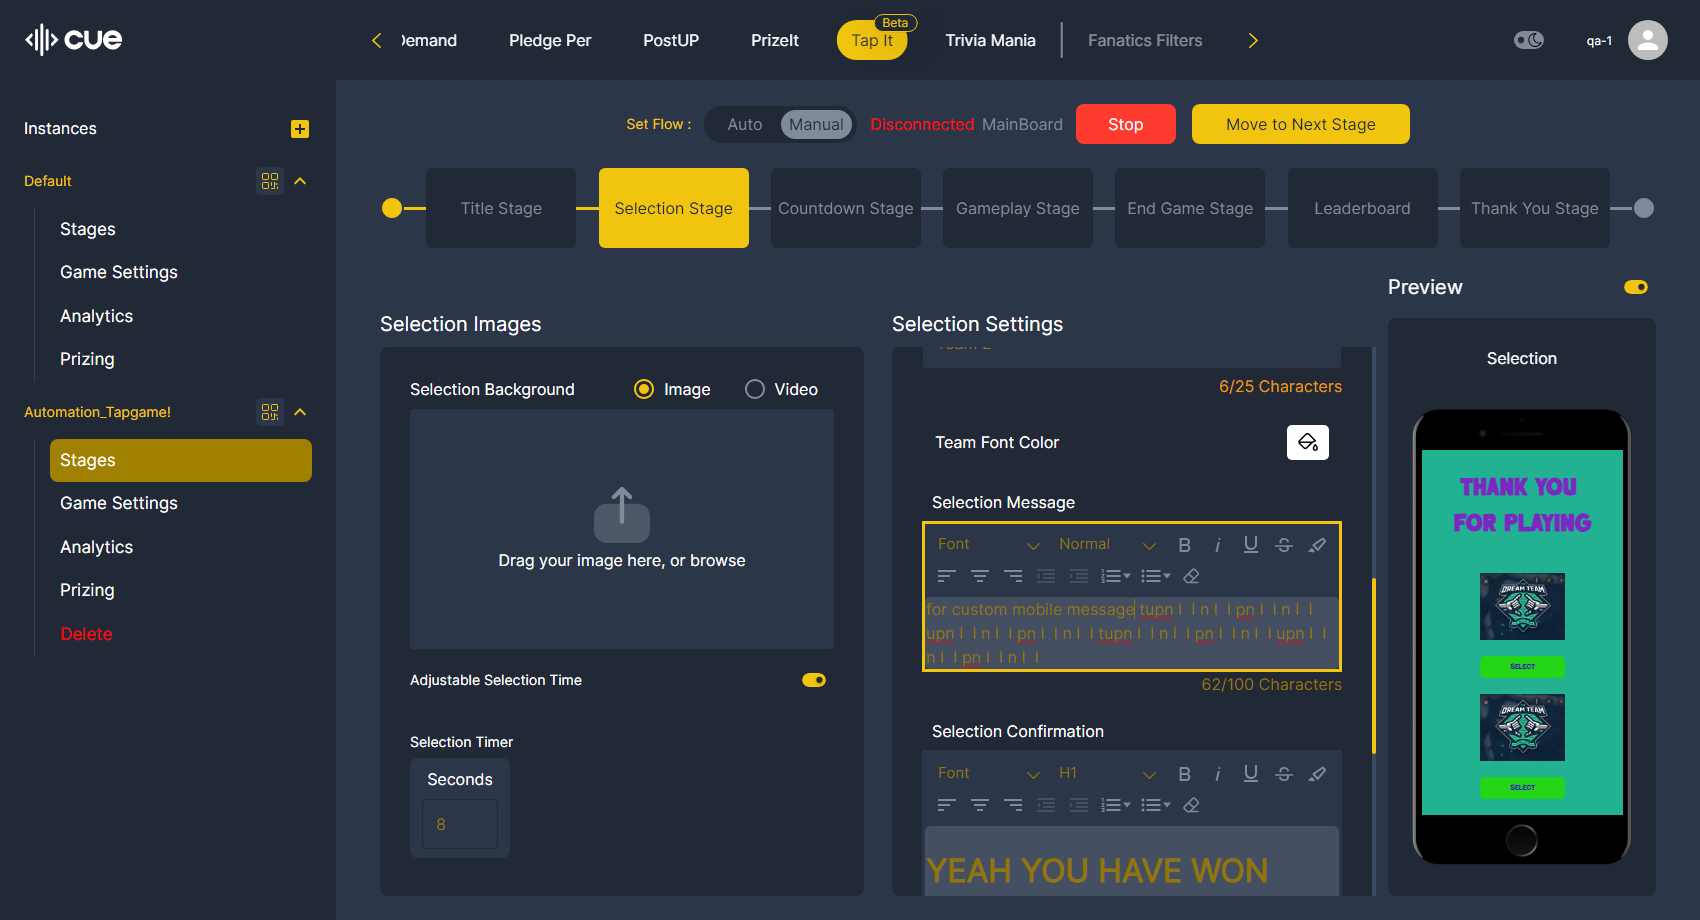 cue
Demand
Pledge Per
PostUP
PrizeIt
Tap It
Beta
Trivia Mania
Fanatics Filters
qa-1
Instances
Default
Stages
Game Settings
Analytics
Prizing
Automation_Tapgame!
Stages
Game Settings
Analytics
Prizing
Delete
Set Flow :
Auto
Manual
Disconnected MainBoard
Stop
Move to Next Stage
Title Stage
Selection Stage
Countdown Stage
Gameplay Stage
End Game Stage
Leaderboard
Thank You Stage
Selection Images
Selection Background
Image
Video
Drag your image here, or browse
Adjustable Selection Time
Selection Timer
Seconds
8
Selection Settings
Team 2
6/25 Characters
Team Font Color
Selection Message
Font
Normal
for custom mobile message tupn l l n l l pn l l n l l
upn l l n l l pn l l n l l tupn l l n l l pn l l n l l upn l l
n l l pn l l n l l
62/100 Characters
Selection Confirmation
Font
H1
YEAH YOU HAVE WON
Preview
Selection
THANK YOU
FOR PLAYING
DREAM TEAM
SELECT
DREAM TEAM
SELECT